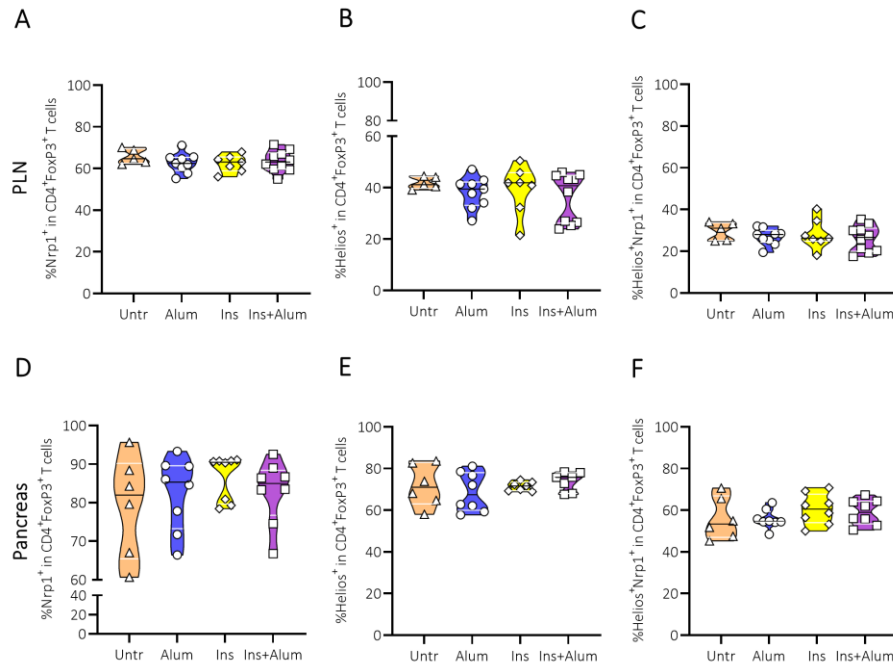 A
B
C
PLN
%Nrp1⁺ in CD4⁺FoxP3⁺ T cells
100
80
60
40
20
0
Untr Alum Ins Ins+Alum
%Helios⁺ in CD4⁺FoxP3⁺ T cells
100
80
60
40
20
0
Untr Alum Ins Ins+Alum
%Helios⁺Nrp1⁺ in CD4⁺FoxP3⁺ T cells
100
80
60
40
20
0
Untr Alum Ins Ins+Alum
D
E
F
Pancreas
%Nrp1⁺ in CD4⁺FoxP3⁺ T cells
100
90
80
70
60
40
20
0
Untr Alum Ins Ins+Alum
%Helios⁺ in CD4⁺FoxP3⁺ T cells
100
80
60
40
20
0
Untr Alum Ins Ins+Alum
%Helios⁺Nrp1⁺ in CD4⁺FoxP3⁺ T cells
100
80
60
40
20
0
Untr Alum Ins Ins+Alum